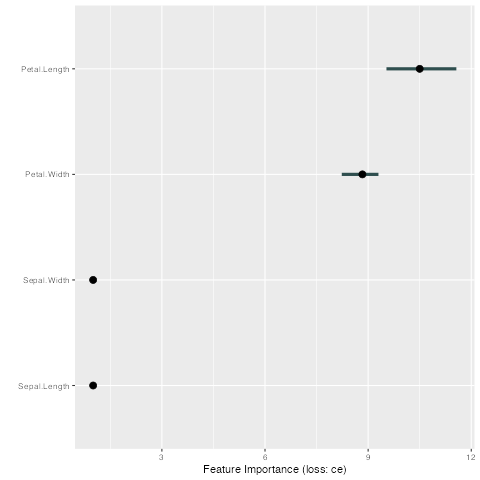 Petal.Length
Petal.Width
Sepal.Width
Sepal.Length
3 6 9 12
Feature Importance (loss: ce)